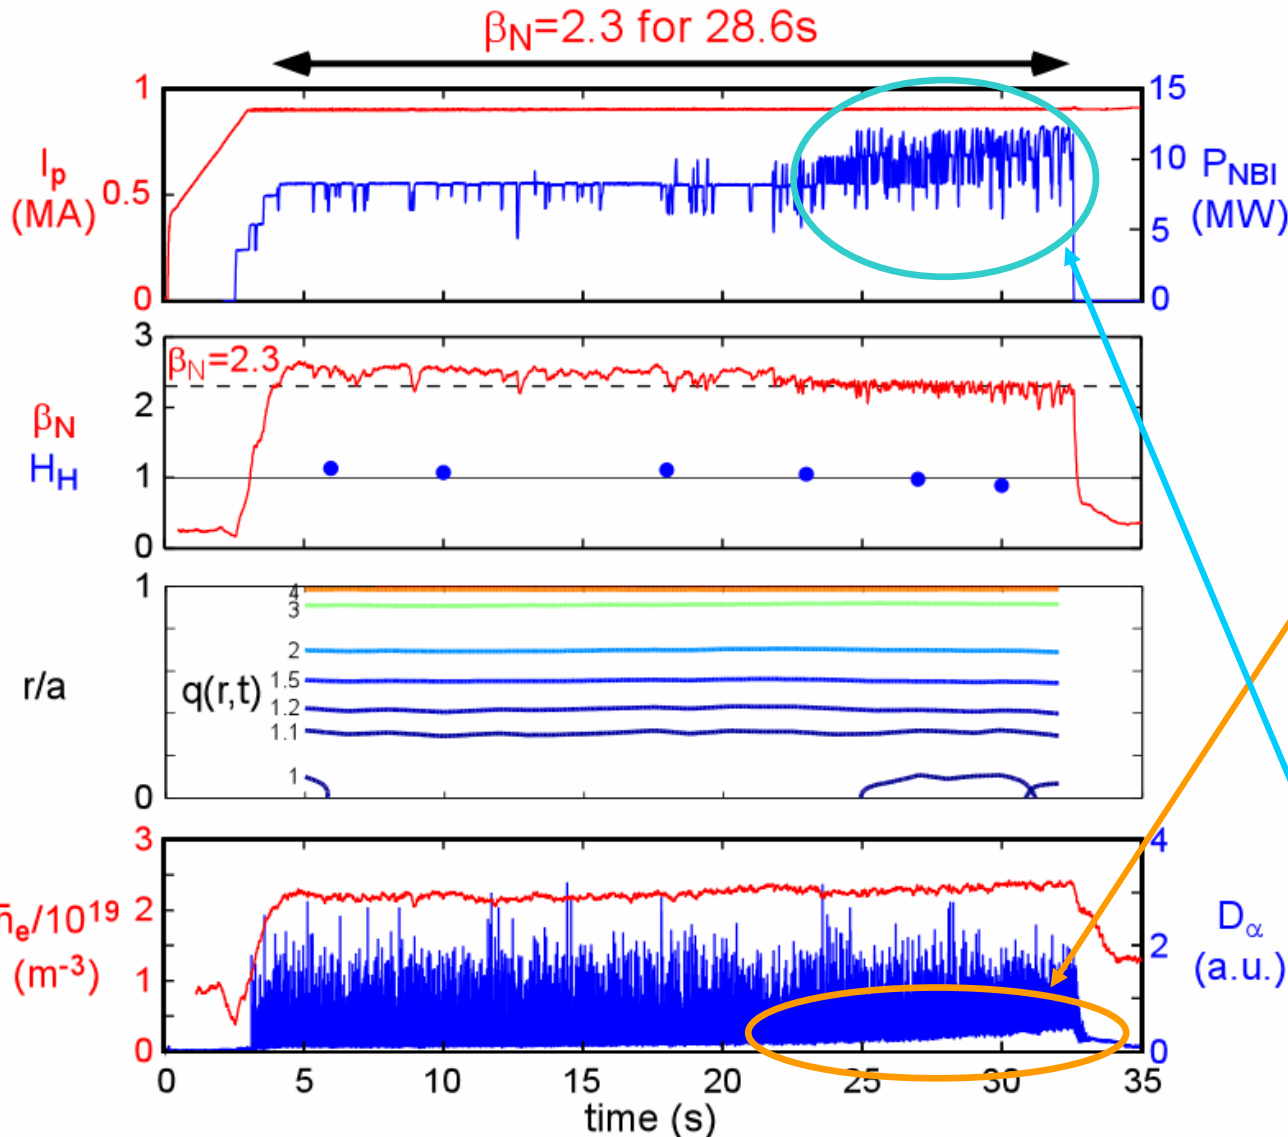 βN=2.3 for 28.6s
1
0.5
0
Ip
(MA)
15
10
5
0
PNBI
(MW)
3
2
1
0
βN=2.3
βN
HH
1
0
r/a
q(r,t)
4
3
2
1.5
1.2
1.1
1
3
2
1
0
n̄e/10¹⁹
(m⁻³)
4
2
0
Dα
(a.u.)
0 5 10 15 20 25 30 35
time (s)